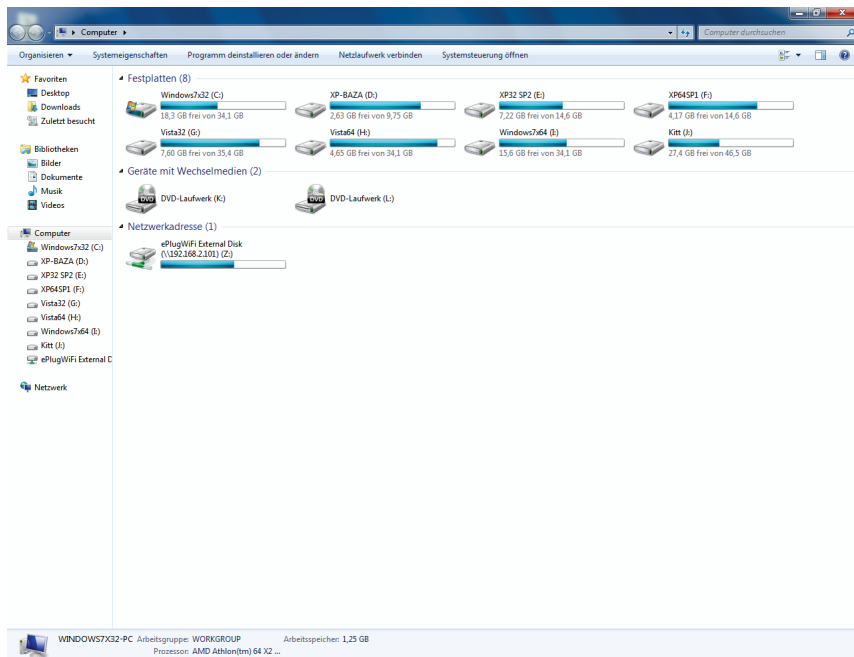 Computer
Computer durchsuchen
Organisieren Systemeigenschaften Programm deinstallieren oder ändern Netzlaufwerk verbinden Systemsteuerung öffnen
Favoriten
Desktop
Downloads
Zuletzt besucht
Bibliotheken
Bilder
Dokumente
Musik
Videos
Computer
Windows7x32 (C:)
XP-BAZA (D:)
XP32 SP2 (E:)
XP64SP1 (F:)
Vista32 (G:)
Vista64 (H:)
Windows7x64 (I:)
Kitt (J:)
ePlugWiFi External D
Netzwerk
Festplatten (8)
Windows7x32 (C:)
18,3 GB frei von 34,1 GB
XP-BAZA (D:)
2,63 GB frei von 9,75 GB
XP32 SP2 (E:)
7,22 GB frei von 14,6 GB
XP64SP1 (F:)
4,17 GB frei von 14,6 GB
Vista32 (G:)
7,60 GB frei von 35,4 GB
Vista64 (H:)
4,65 GB frei von 34,1 GB
Windows7x64 (I:)
15,6 GB frei von 34,1 GB
Kitt (J:)
27,4 GB frei von 46,5 GB
Geräte mit Wechselmedien (2)
DVD
DVD-Laufwerk (K:)
DVD
DVD-Laufwerk (L:)
Netzwerkadresse (1)
ePlugWiFi External Disk
(\\192.168.2.101) (Z:)
WINDOWS7X32-PC Arbeitsgruppe: WORKGROUP Arbeitsspeicher: 1,25 GB
Prozessor: AMD Athlon(tm) 64 X2 ...